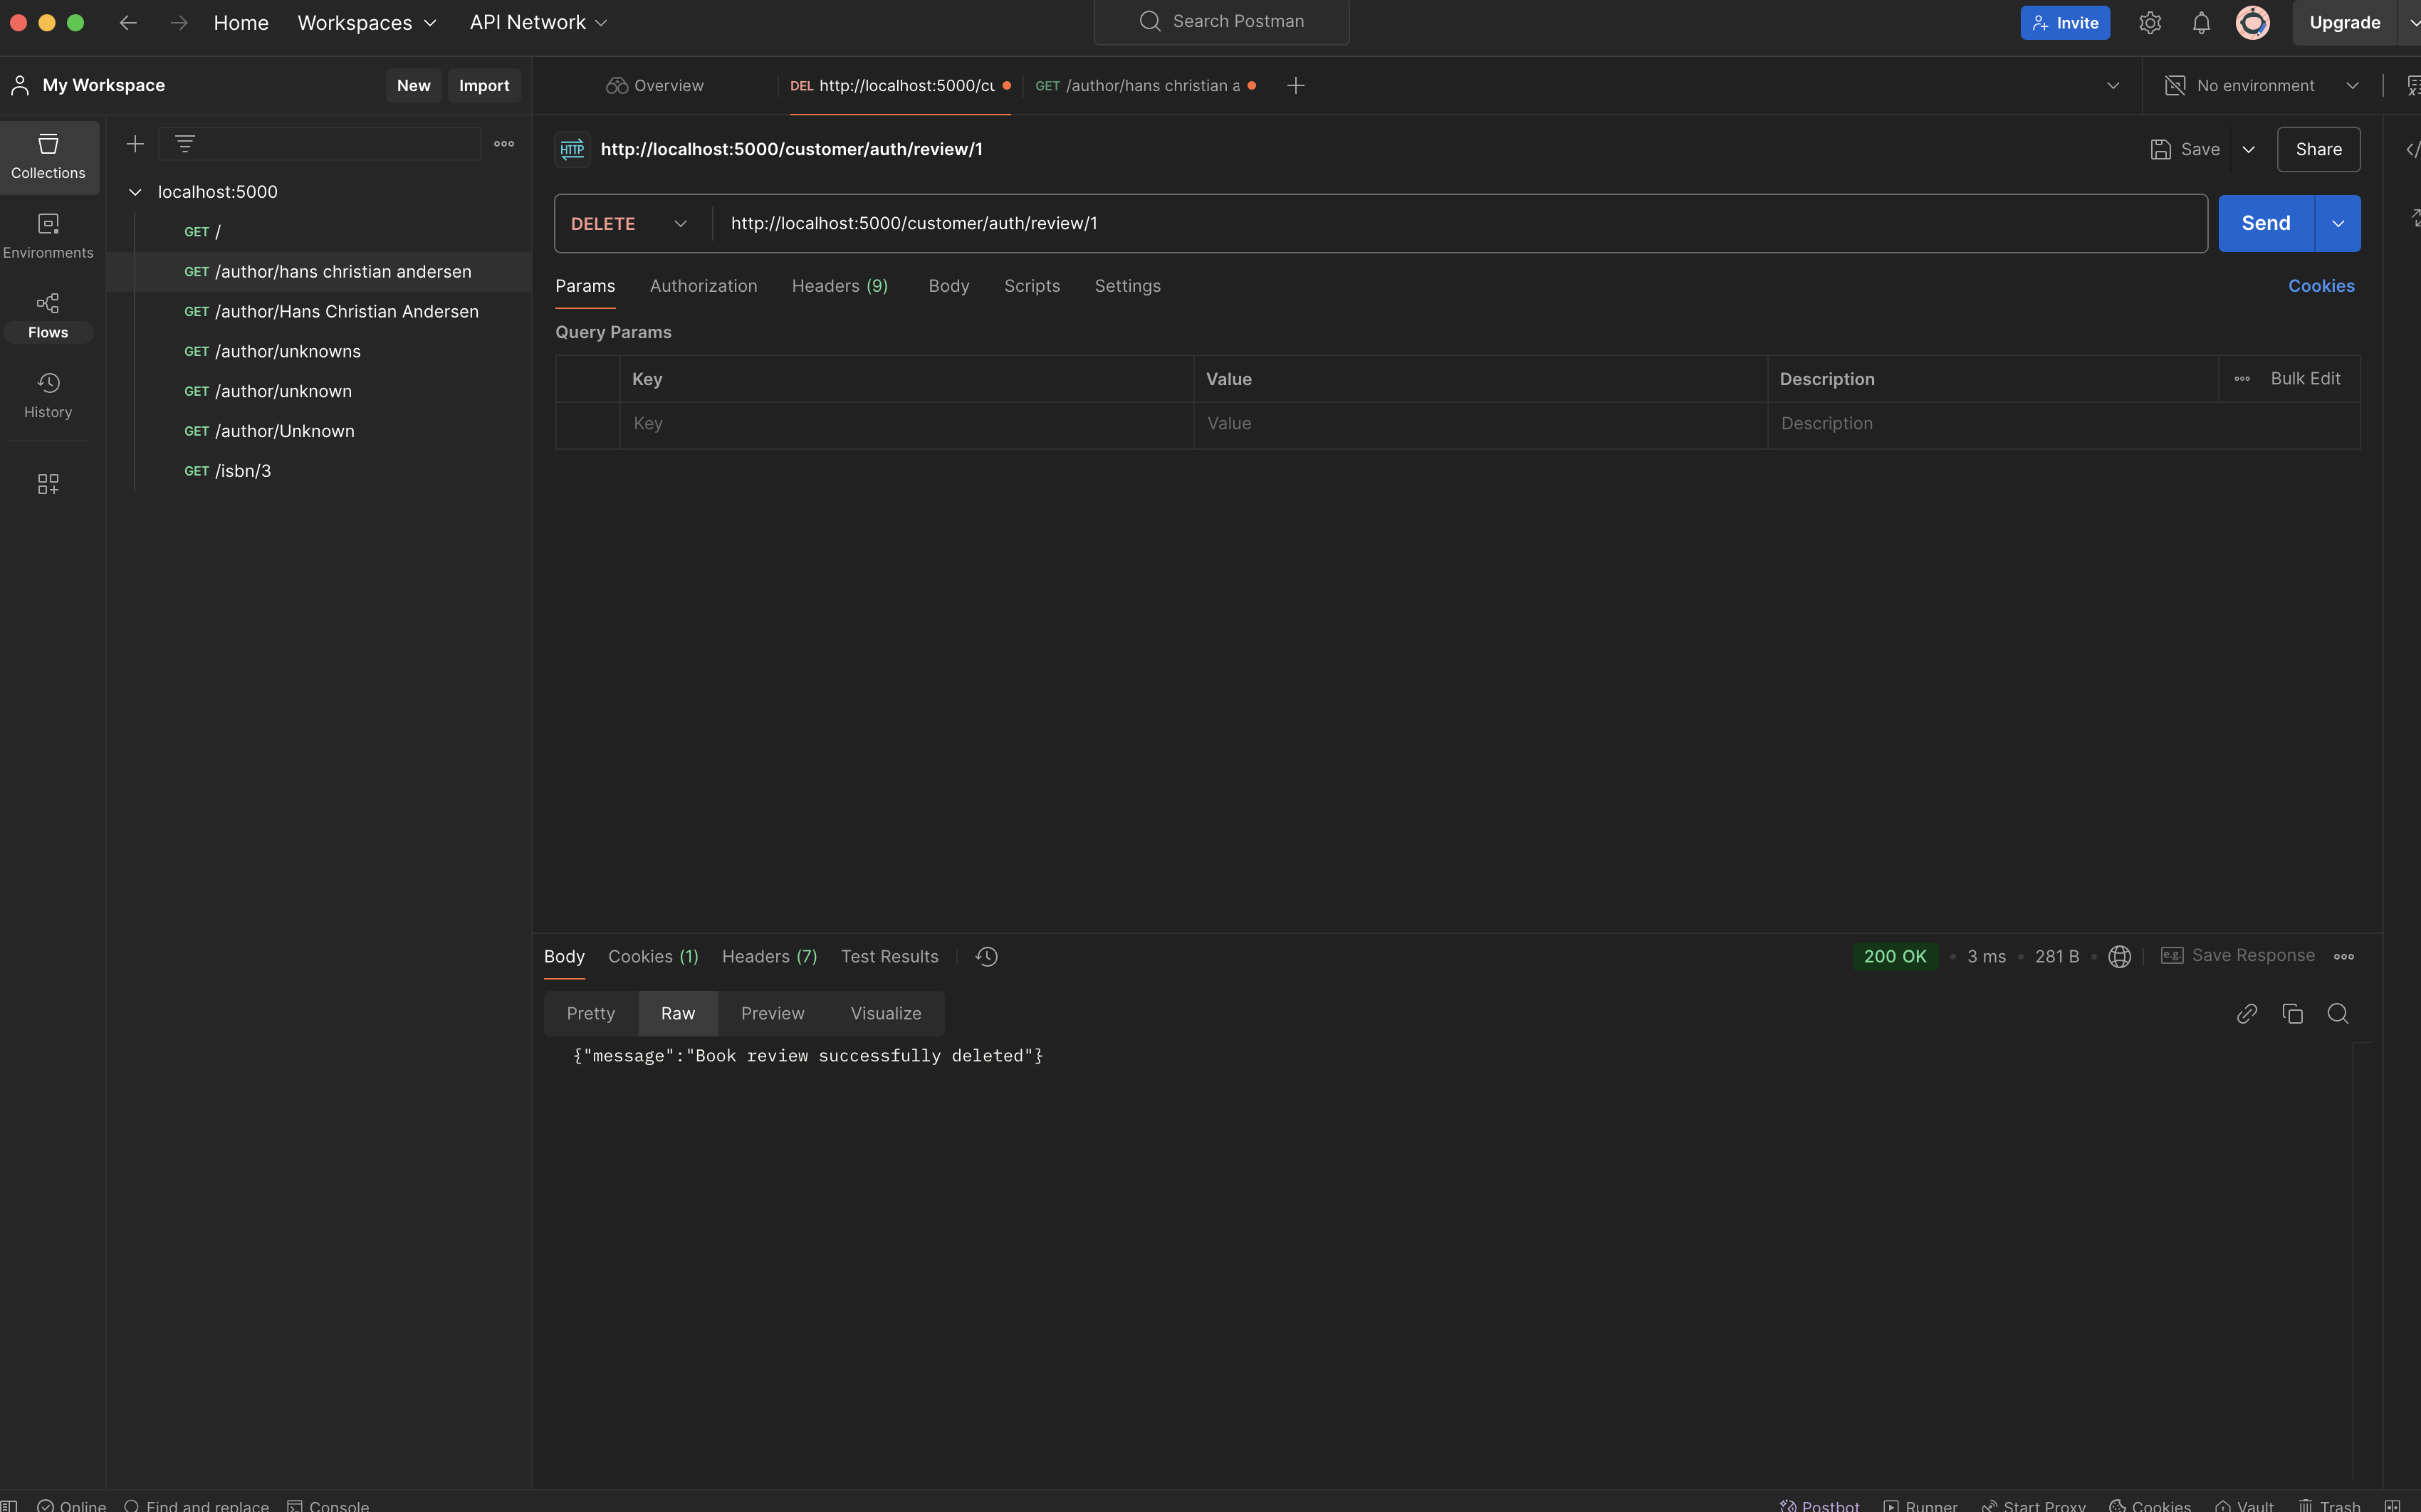 Home Workspaces API Network Search Postman Invite Upgrade
My Workspace New Import Overview DEL http://localhost:5000/cu GET /author/hans christian a No environment
Collections
Environments
Flows
History
localhost:5000
GET /
GET /author/hans christian andersen
GET /author/Hans Christian Andersen
GET /author/unknowns
GET /author/unknown
GET /author/Unknown
GET /isbn/3
HTTP http://localhost:5000/customer/auth/review/1 Save Share
DELETE http://localhost:5000/customer/auth/review/1 Send
Params Authorization Headers (9) Body Scripts Settings Cookies
Query Params
Key Value Description Bulk Edit
Key Value Description
Body Cookies (1) Headers (7) Test Results 200 OK 3 ms 281 B e.g. Save Response
Pretty Raw Preview Visualize
{"message":"Book review successfully deleted"}
Online Find and replace Console Postbot Runner Start Proxy Cookies Vault Trash